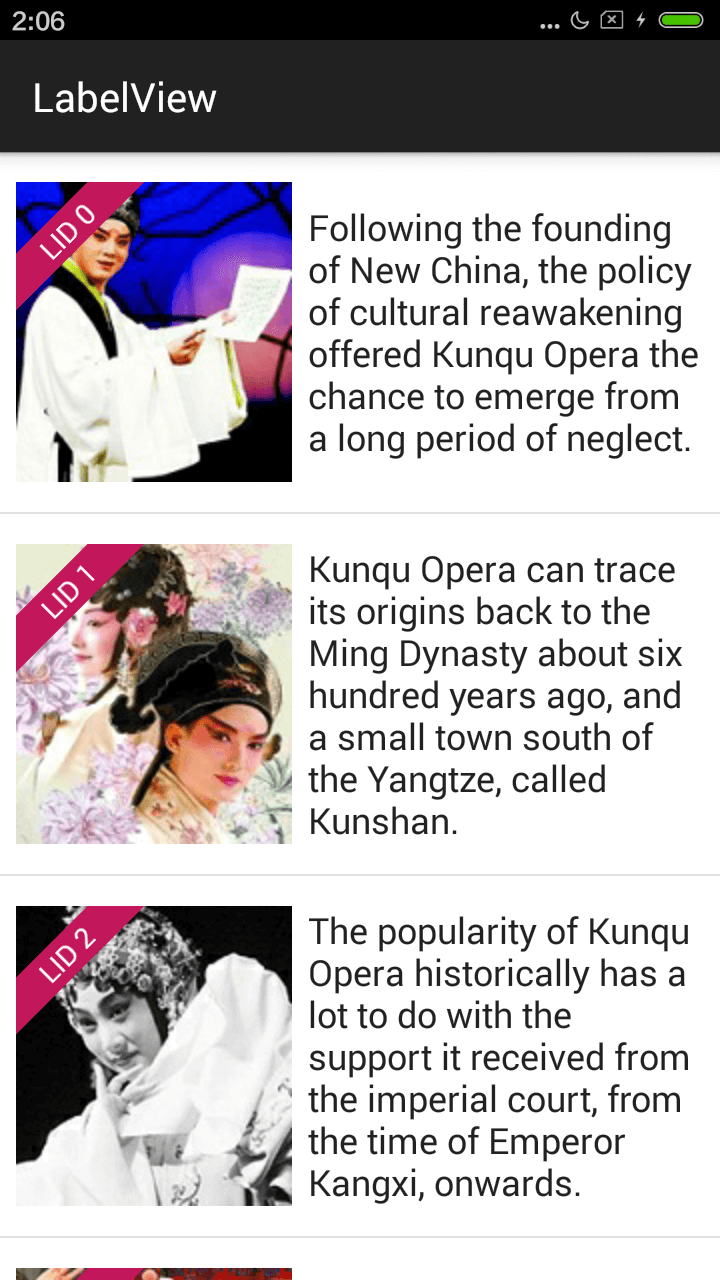 2:06
LabelView
LID 0
Following the founding
of New China, the policy
of cultural reawakening
offered Kunqu Opera the
chance to emerge from
a long period of neglect.
LID 1
Kunqu Opera can trace
its origins back to the
Ming Dynasty about six
hundred years ago, and
a small town south of
the Yangtze, called
Kunshan.
LID 2
The popularity of Kunqu
Opera historically has a
lot to do with the
support it received from
the imperial court, from
the time of Emperor
Kangxi, onwards.